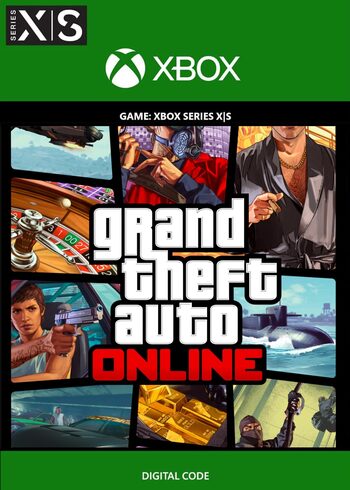 SERIES
X|S
XBOX
GAME: XBOX SERIES X|S
grand
theft
auto
ONLINE
DIGITAL CODE